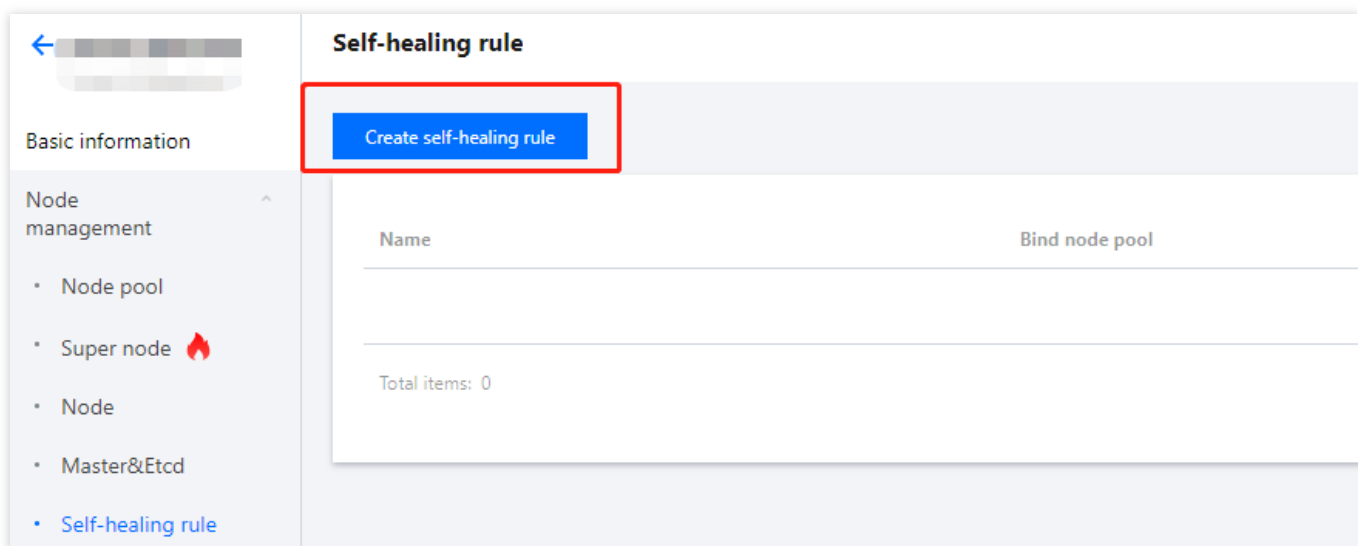 Self-healing rule
Create self-healing rule
Basic information
Node
management
Name
Bind node pool
Node pool
Super node
Total items: 0
Node
Master&Etcd
Self-healing rule